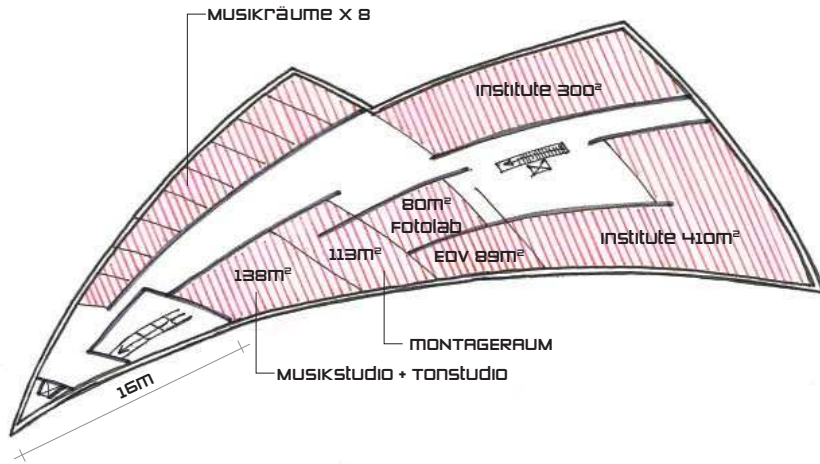 MUSIKRÄUME X 8
INSTITUTE 300²
80m²
FOTOLAB
INSTITUTE 410m²
113m²
EDV 89m²
138m²
MONTAGERAUM
MUSIKSTUDIO + TONSTUDIO
16M